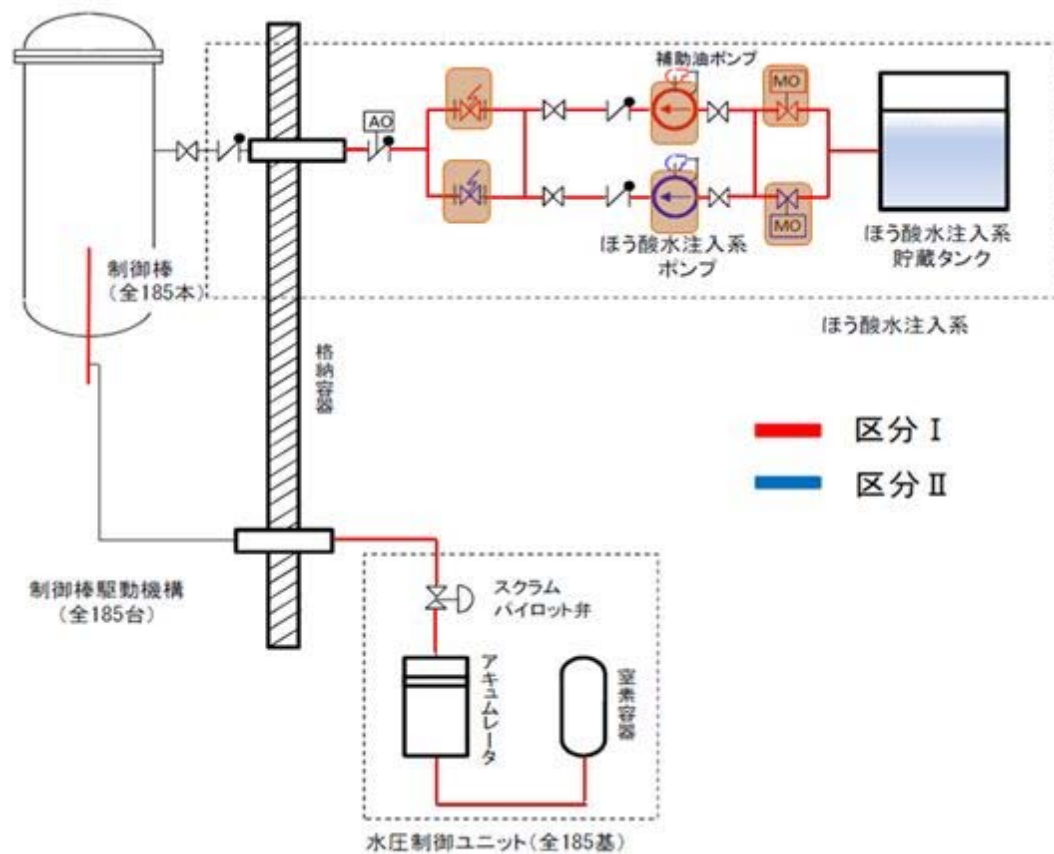 補助油ポンプ
MO
AO
MO
ほう酸水注入系
ポンプ
ほう酸水注入系
貯蔵タンク
制御棒
(全185本)
ほう酸水注入系
格納容器
区分Ⅰ
区分Ⅱ
制御棒駆動機構
(全185台)
スクラム
パイロット弁
アキュムレータ
窒素容器
水圧制御ユニット(全185基)